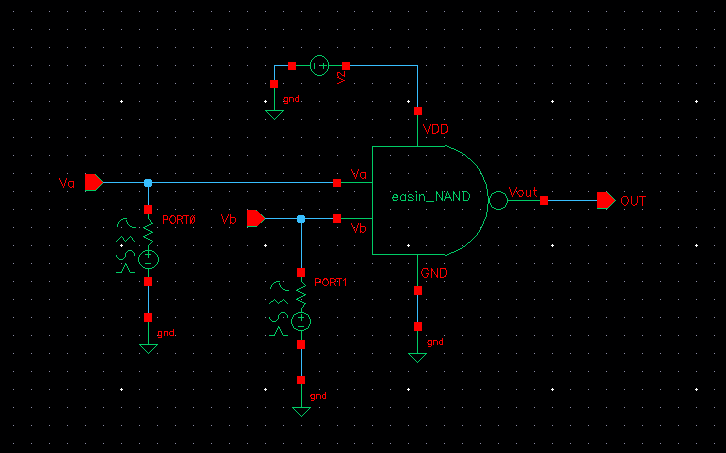 V2
gnd.
VDD
Va
Va
easin_NAND
Vout
OUT
PORT0
Vb
Vb
GND
PORT1
gnd.
gnd
gnd